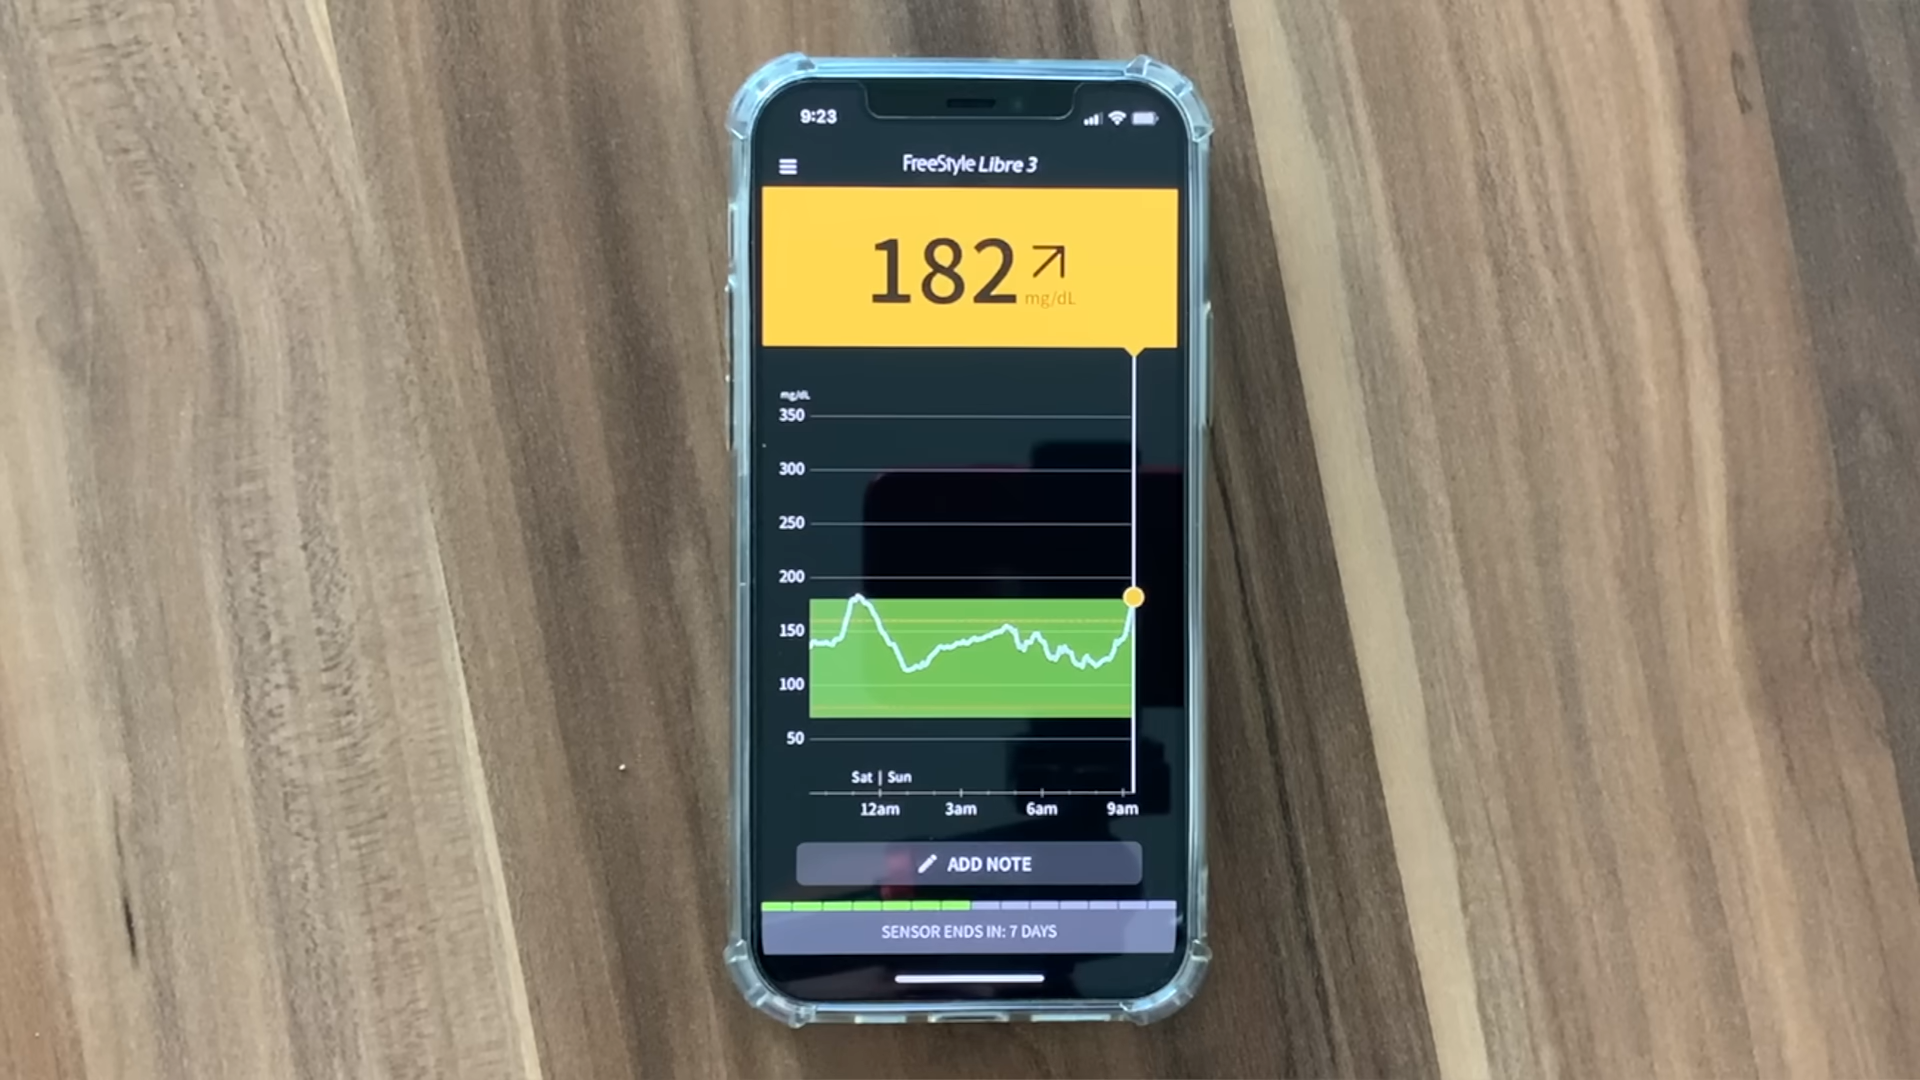 9:23
FreeStyle Libre 3
182
mg/dL
mg/dL
350
300
250
200
150
100
50
Sat | Sun
12am 3am 6am 9am
ADD NOTE
SENSOR ENDS IN: 7 DAYS